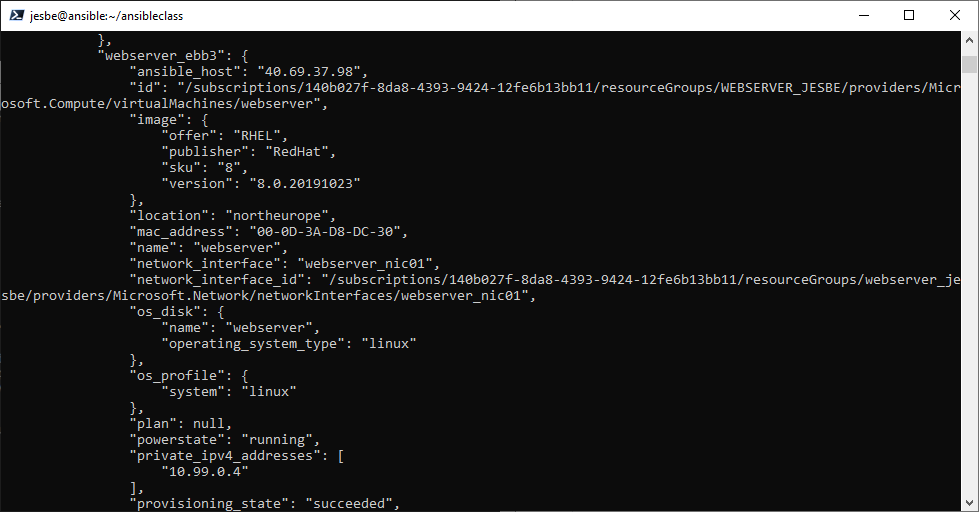 jesbe@ansible:~/ansibleclass
},
"webserver_ebb3": {
"ansible_host": "40.69.37.98",
"id": "/subscriptions/140b027f-8da8-4393-9424-12fe6b13bb11/resourceGroups/WEBSERVER_JESBE/providers/Micr
osoft.Compute/virtualMachines/webserver",
"image": {
"offer": "RHEL",
"publisher": "RedHat",
"sku": "8",
"version": "8.0.20191023"
},
"location": "northeurope",
"mac_address": "00-0D-3A-D8-DC-30",
"name": "webserver",
"network_interface": "webserver_nic01",
"network_interface_id": "/subscriptions/140b027f-8da8-4393-9424-12fe6b13bb11/resourceGroups/webserver_je
sbe/providers/Microsoft.Network/networkInterfaces/webserver_nic01",
"os_disk": {
"name": "webserver",
"operating_system_type": "linux"
},
"os_profile": {
"system": "linux"
},
"plan": null,
"powerstate": "running",
"private_ipv4_addresses": [
"10.99.0.4"
],
"provisioning_state": "succeeded",